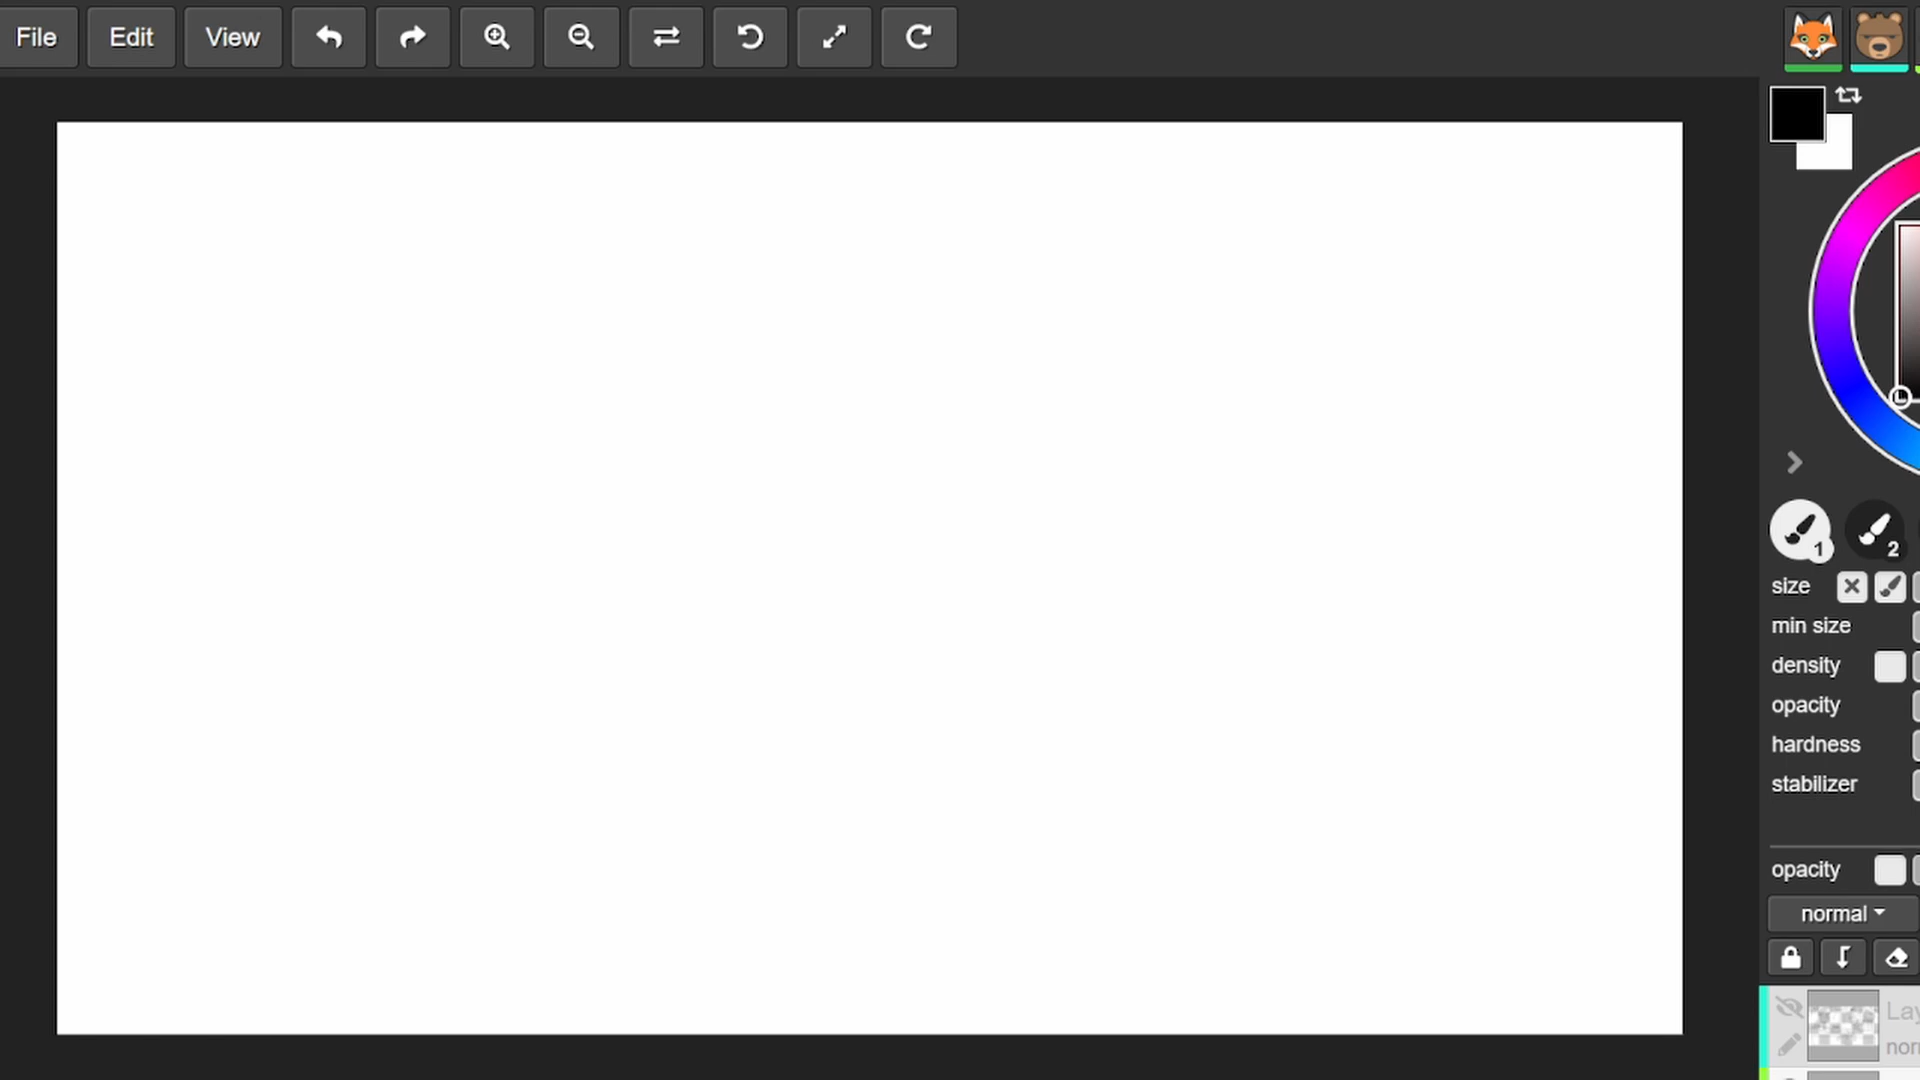 File Edit View
1 2
size
min size
density
opacity
hardness
stabilizer
opacity
normal